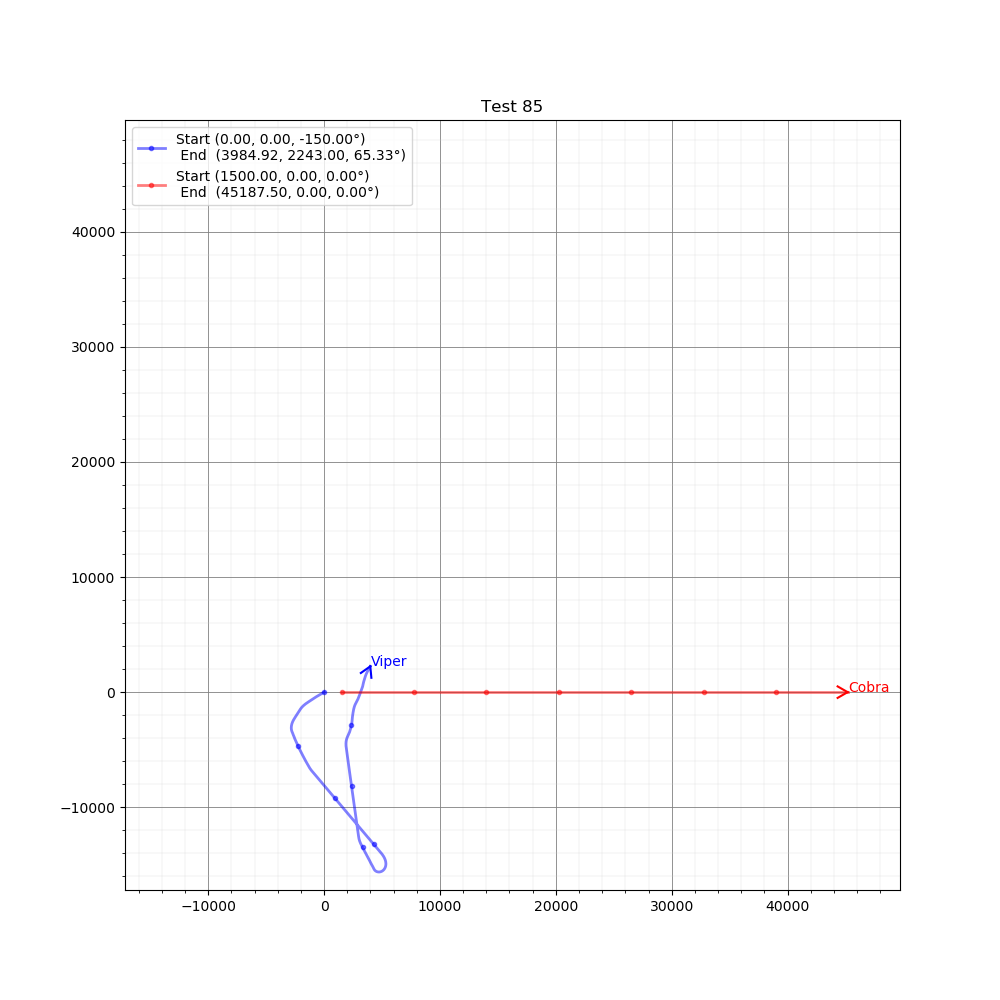 Test 85
Start (0.00, 0.00, -150.00°)
End (3984.92, 2243.00, 65.33°)
Start (1500.00, 0.00, 0.00°)
End (45187.50, 0.00, 0.00°)
40000
30000
20000
10000
Viper
0
Cobra
−10000
−10000 0 10000 20000 30000 40000